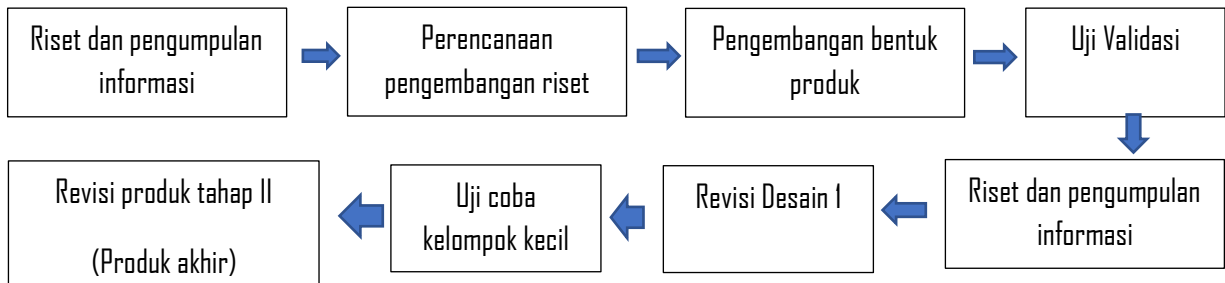 Riset dan pengumpulan
informasi
Perencanaan
pengembangan riset
Pengembangan bentuk
produk
Uji Validasi
Riset dan pengumpulan
informasi
Revisi Desain 1
Uji coba
kelompok kecil
Revisi produk tahap II
(Produk akhir)